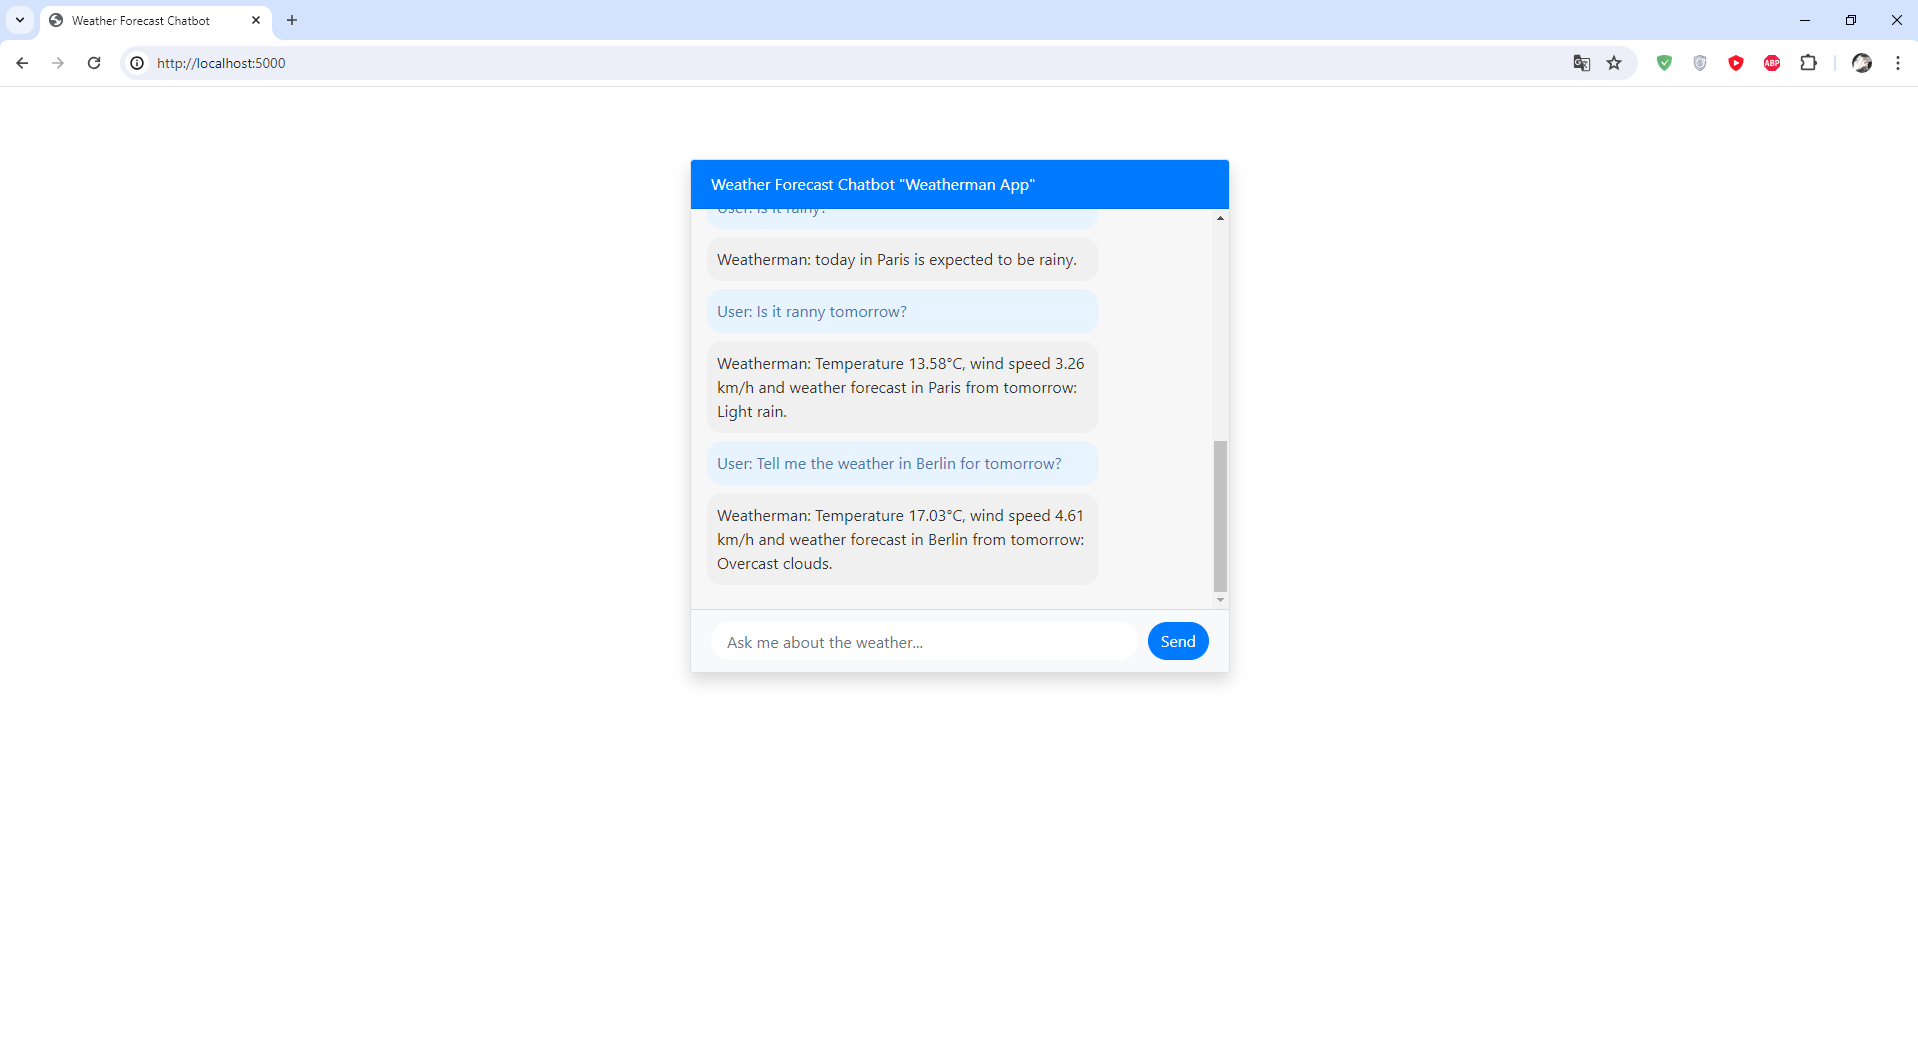 Weather Forecast Chatbot
http://localhost:5000
ABP
Weather Forecast Chatbot "Weatherman App"
User: Is it rainy?
Weatherman: today in Paris is expected to be rainy.
User: Is it ranny tomorrow?
Weatherman: Temperature 13.58°C, wind speed 3.26
km/h and weather forecast in Paris from tomorrow:
Light rain.
User: Tell me the weather in Berlin for tomorrow?
Weatherman: Temperature 17.03°C, wind speed 4.61
km/h and weather forecast in Berlin from tomorrow:
Overcast clouds.
Ask me about the weather...
Send